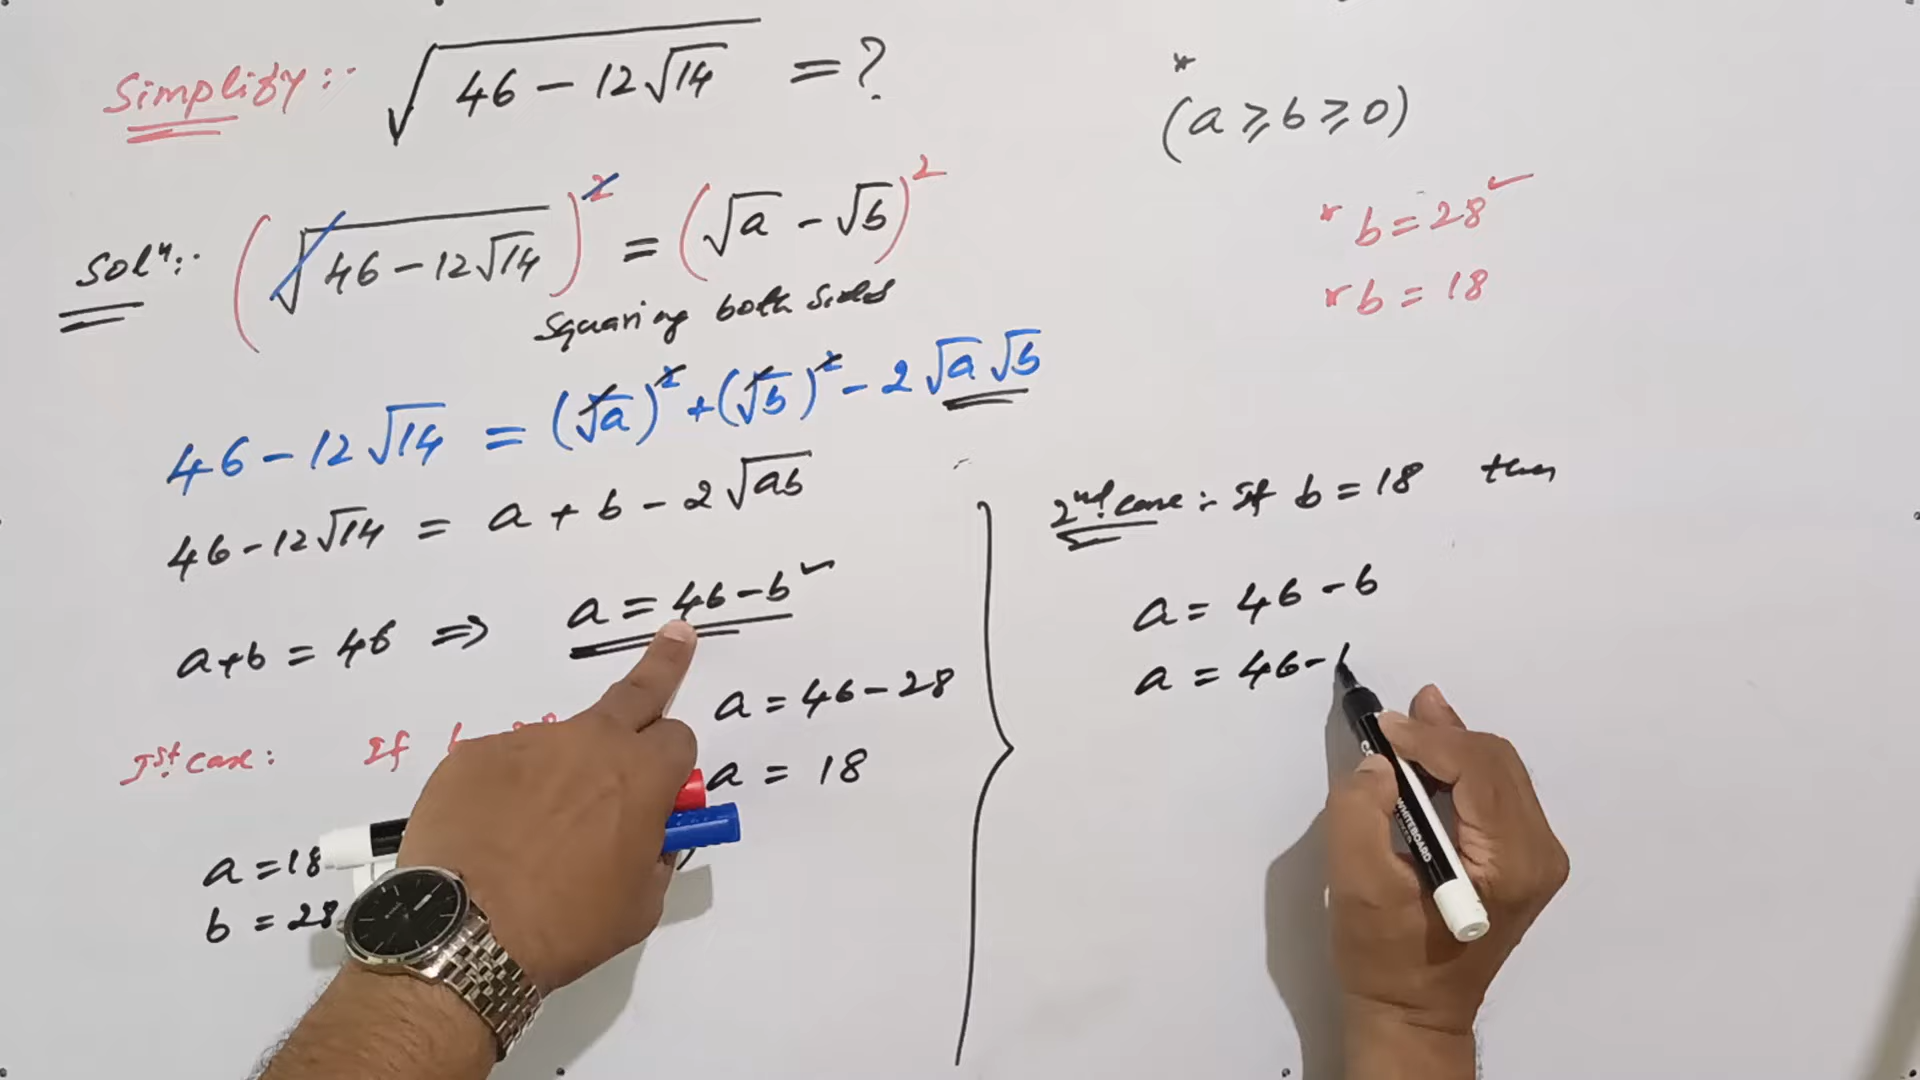 Simplify:- √(46 - 12√14) = ?
*
(a ≥ b ≥ 0)
* b = 28 ✓
* b = 18
Solⁿ:- (√(46 - 12√14))² = (√a - √b)²
Squaring both sides
46 - 12√14 = (√a)² + (√b)² - 2√a√b
46 - 12√14 = a + b - 2√ab
a + b = 46 ⇒ a = 46 - b ✓
a = 46 - 28
Ist. case: If
a = 18
a = 18
b = 28
2nd. case:- If b = 18 then
a = 46 - b
a = 46 -
WHITEBOARD